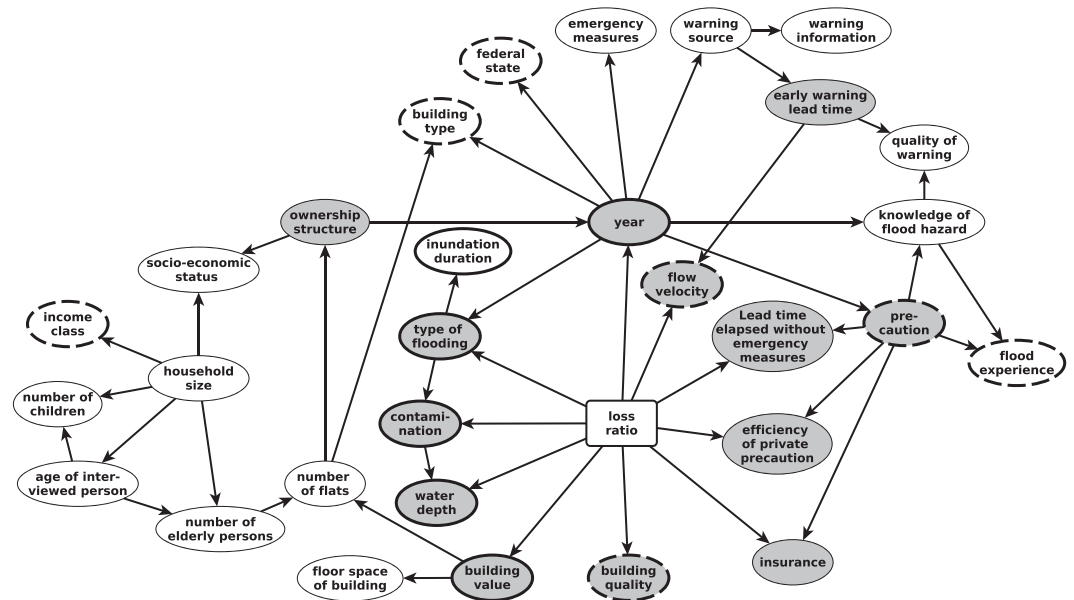 emergency
measures
warning
source
warning
information
federal
state
early warning
lead time
building
type
quality of
warning
ownership
structure
year
knowledge of
flood hazard
inundation
duration
socio-economic
status
flow
velocity
income
class
type of
flooding
Lead time
elapsed without
emergency
measures
pre-
caution
flood
experience
household
size
number of
children
contami-
nation
loss
ratio
efficiency
of private
precaution
age of inter-
viewed person
number
of flats
water
depth
number of
elderly persons
floor space
of building
building
value
building
quality
insurance